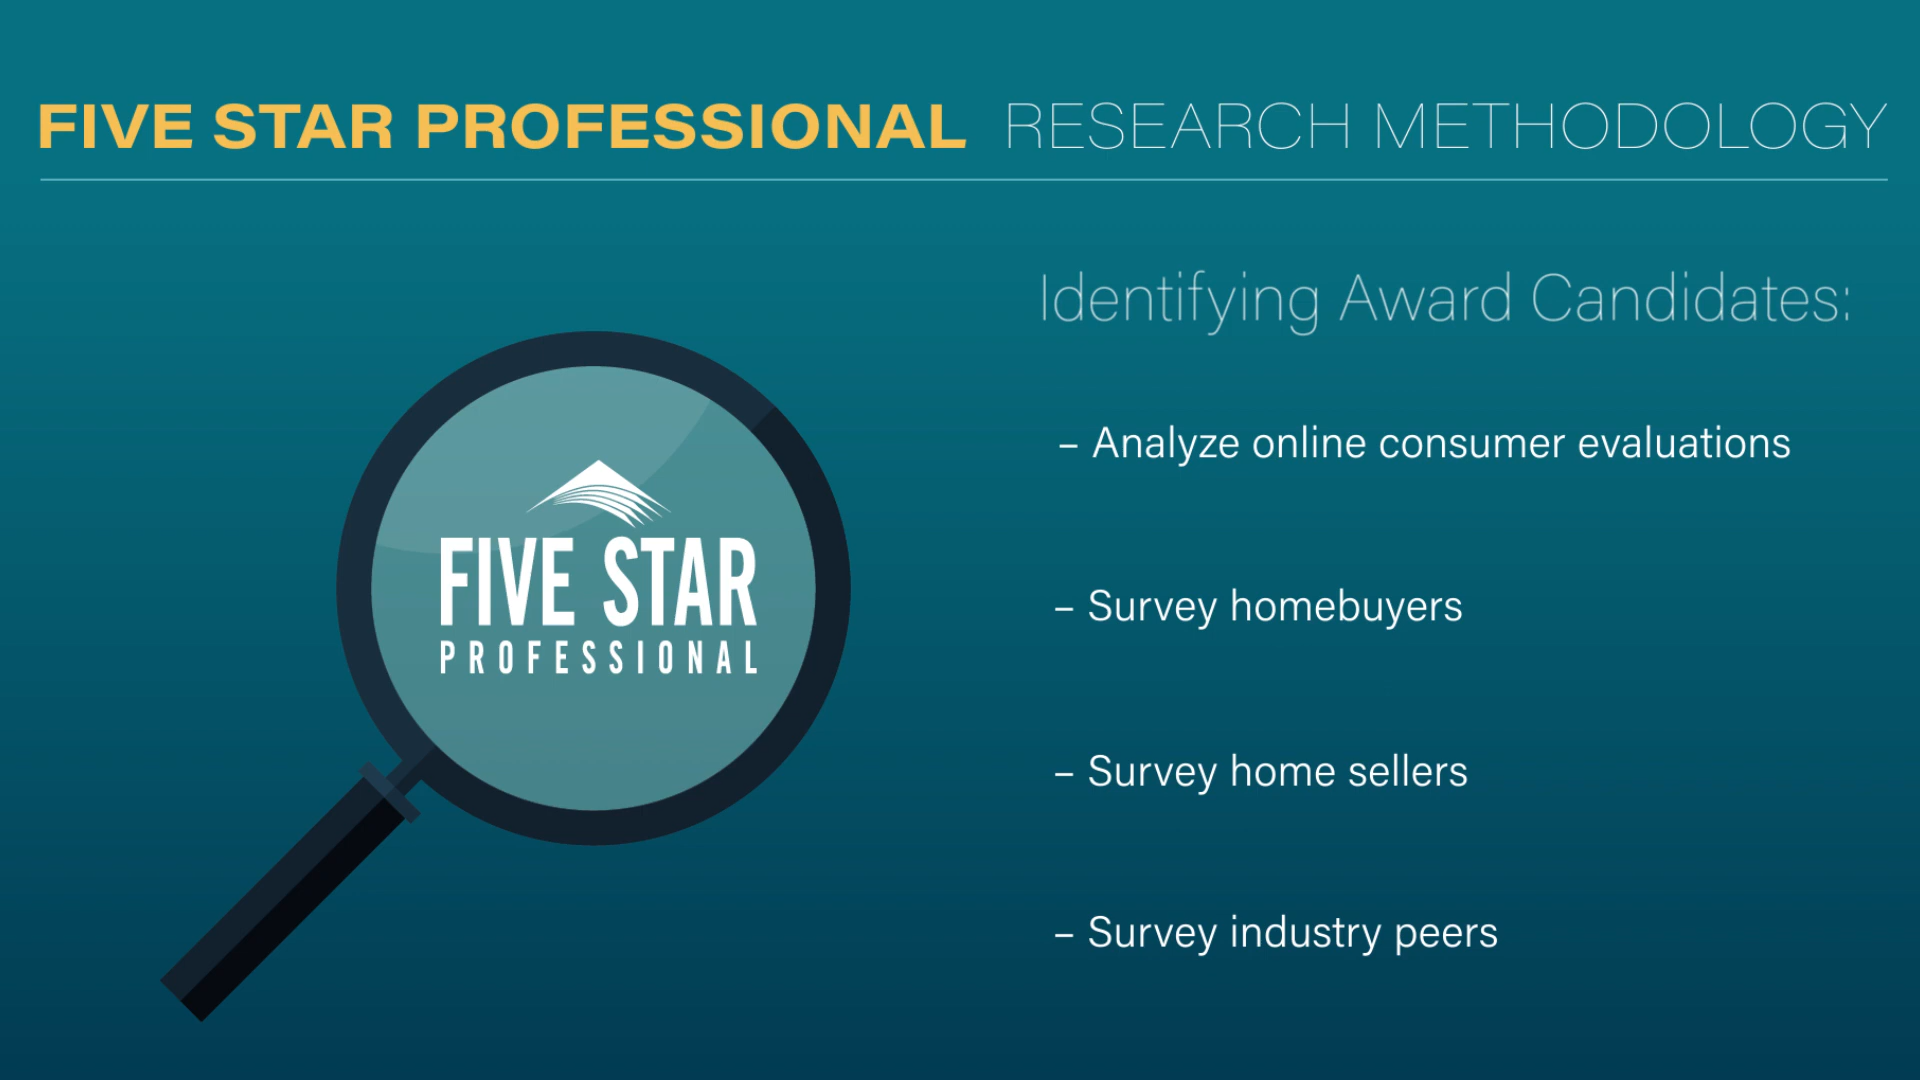 FIVE STAR PROFESSIONAL RESEARCH METHODOLOGY
FIVE STAR
PROFESSIONAL
Identifying Award Candidates:
– Analyze online consumer evaluations
– Survey homebuyers
– Survey home sellers
– Survey industry peers